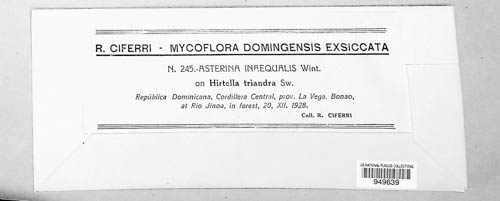 R. CIFERRI - MYCOFLORA DOMINGENSIS EXSICCATA
N. 245.-ASTERINA INAEQUALIS Wint.
on Hirtella triandra Sw.
República Dominicana, Cordillera Central, prov. La Vega, Bonao,
at Rio Jinoa, in forest, 20, XII. 1928.
Coll. R. CIFERRI
US NATIONAL FUNGUS COLLECTIONS
949639